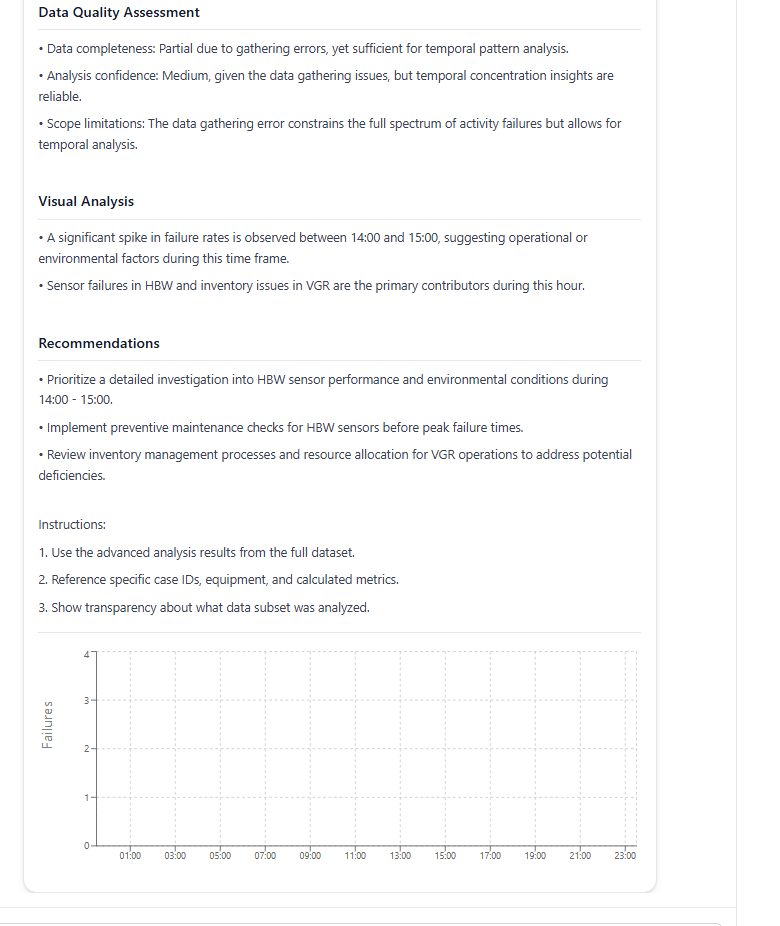 Data Quality Assessment
• Data completeness: Partial due to gathering errors, yet sufficient for temporal pattern analysis.
• Analysis confidence: Medium, given the data gathering issues, but temporal concentration insights are
reliable.
• Scope limitations: The data gathering error constrains the full spectrum of activity failures but allows for
temporal analysis.
Visual Analysis
• A significant spike in failure rates is observed between 14:00 and 15:00, suggesting operational or
environmental factors during this time frame.
• Sensor failures in HBW and inventory issues in VGR are the primary contributors during this hour.
Recommendations
• Prioritize a detailed investigation into HBW sensor performance and environmental conditions during
14:00 - 15:00.
• Implement preventive maintenance checks for HBW sensors before peak failure times.
• Review inventory management processes and resource allocation for VGR operations to address potential
deficiencies.
Instructions:
1. Use the advanced analysis results from the full dataset.
2. Reference specific case IDs, equipment, and calculated metrics.
3. Show transparency about what data subset was analyzed.
Failures
4
3
2
1
0
01:00 03:00 05:00 07:00 09:00 11:00 13:00 15:00 17:00 19:00 21:00 23:00